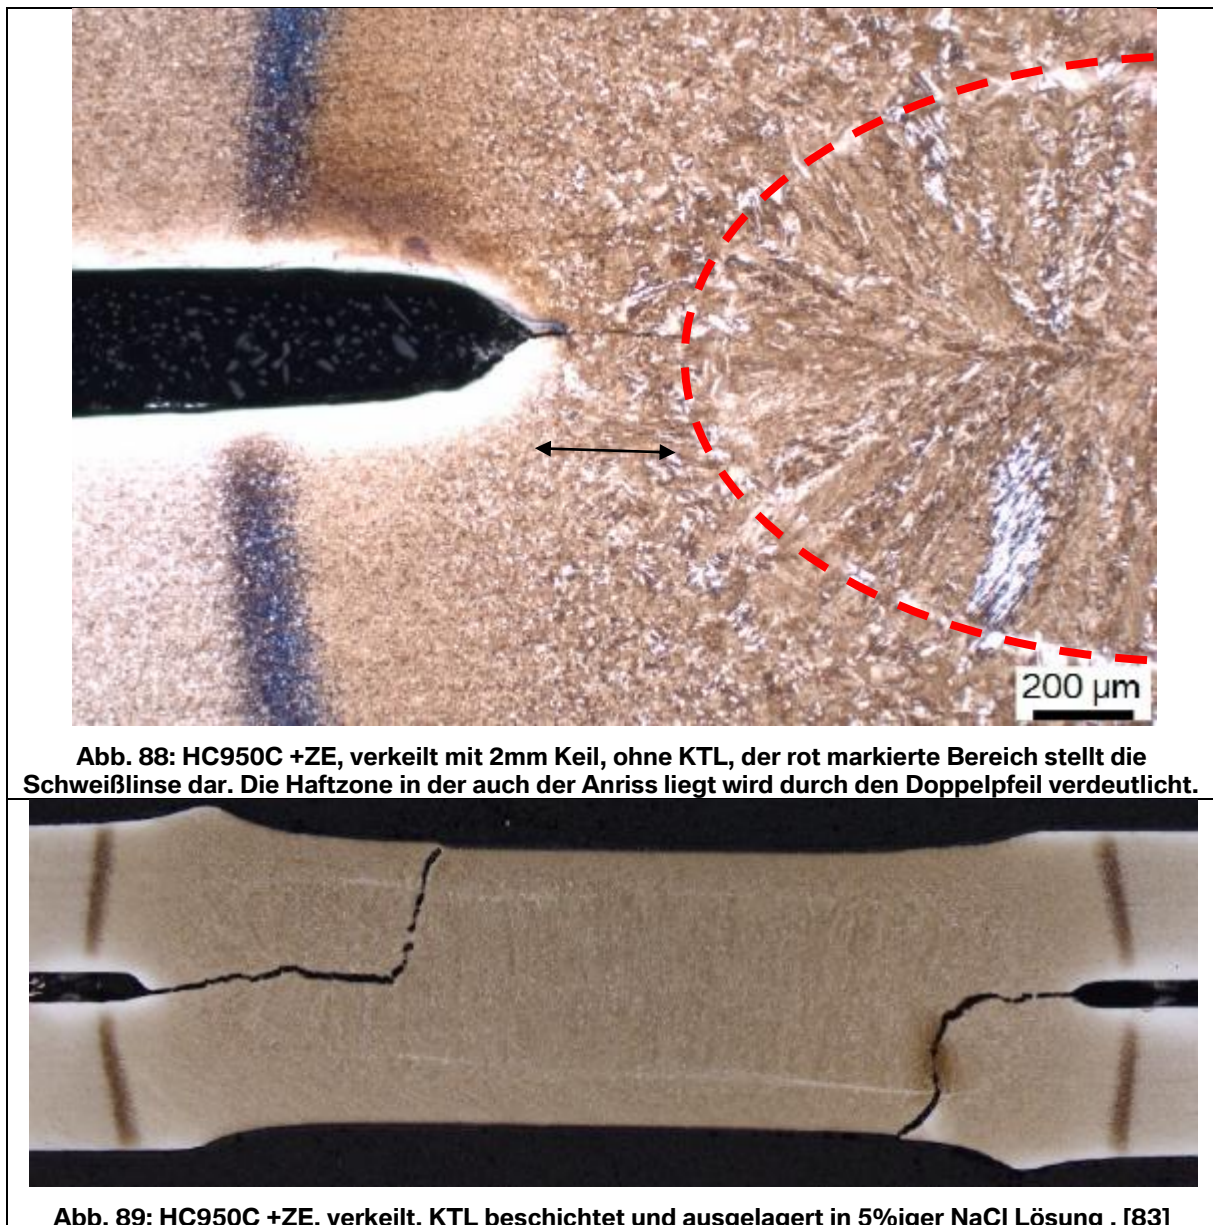 200 µm
Abb. 88: HC950C +ZE, verkeilt mit 2mm Keil, ohne KTL, der rot markierte Bereich stellt die
Schweißlinse dar. Die Haftzone in der auch der Anriss liegt wird durch den Doppelpfeil verdeutlicht.
Abb. 89: HC950C +ZE, verkeilt, KTL beschichtet und ausgelagert in 5%iger NaCl Lösung . [83]